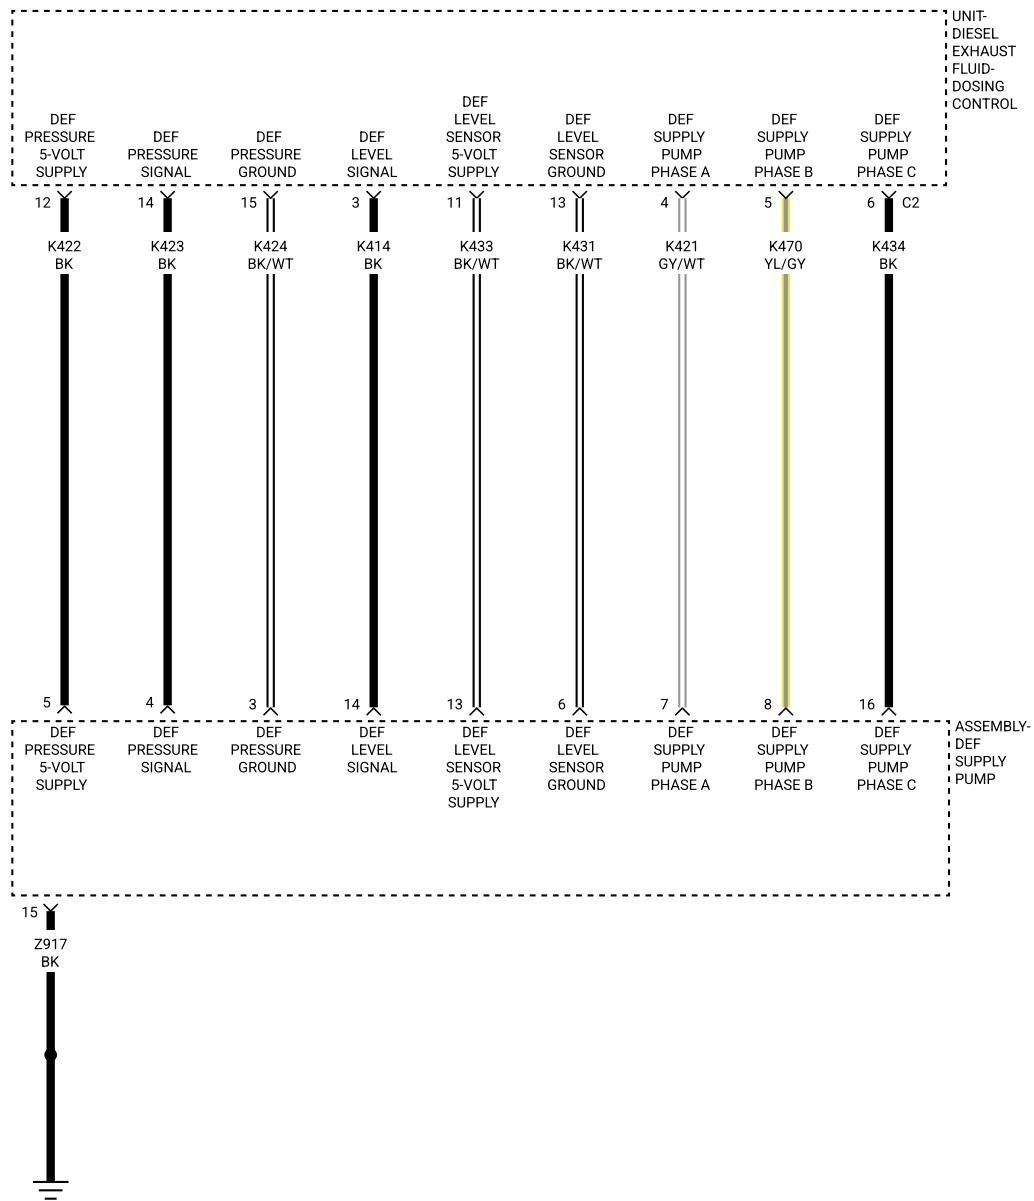 UNIT-
DIESEL
EXHAUST
FLUID-
DOSING
CONTROL
DEF
PRESSURE
5-VOLT
SUPPLY
DEF
PRESSURE
SIGNAL
DEF
PRESSURE
GROUND
DEF
LEVEL
SIGNAL
DEF
LEVEL
SENSOR
5-VOLT
SUPPLY
DEF
LEVEL
SENSOR
GROUND
DEF
SUPPLY
PUMP
PHASE A
DEF
SUPPLY
PUMP
PHASE B
DEF
SUPPLY
PUMP
PHASE C
12 14 15 3 11 13 4 5 6 C2
K422 K423 K424 K414 K433 K431 K421 K470 K434
BK BK BK/WT BK BK/WT BK/WT GY/WT YL/GY BK
5 4 3 14 13 6 7 8 16
DEF
PRESSURE
5-VOLT
SUPPLY
DEF
PRESSURE
SIGNAL
DEF
PRESSURE
GROUND
DEF
LEVEL
SIGNAL
DEF
LEVEL
SENSOR
5-VOLT
SUPPLY
DEF
LEVEL
SENSOR
GROUND
DEF
SUPPLY
PUMP
PHASE A
DEF
SUPPLY
PUMP
PHASE B
DEF
SUPPLY
PUMP
PHASE C
ASSEMBLY-
DEF
SUPPLY
PUMP
15
Z917
BK